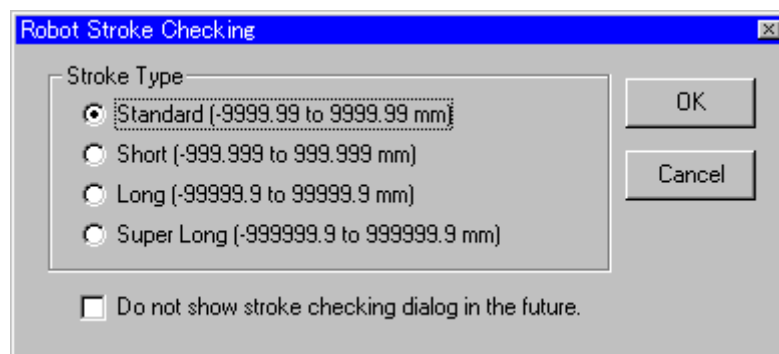 Robot Stroke Checking
Stroke Type
Standard (-9999.99 to 9999.99 mm)
Short (-999.999 to 999.999 mm)
Long (-99999.9 to 99999.9 mm)
Super Long (-999999.9 to 999999.9 mm)
OK
Cancel
Do not show stroke checking dialog in the future.